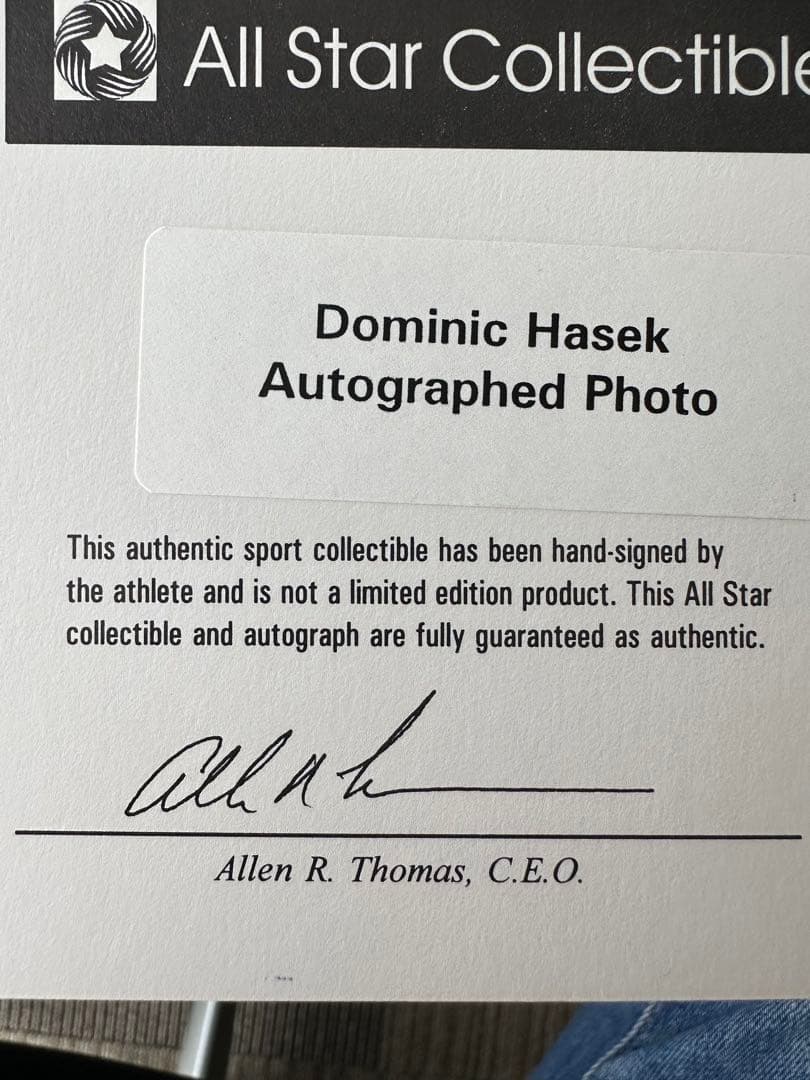 All Star Collectible
Dominic Hasek
Autographed Photo
This authentic sport collectible has been hand-signed by
the athlete and is not a limited edition product. This All Star
collectible and autograph are fully guaranteed as authentic.
Allen R. Thomas, C.E.O.